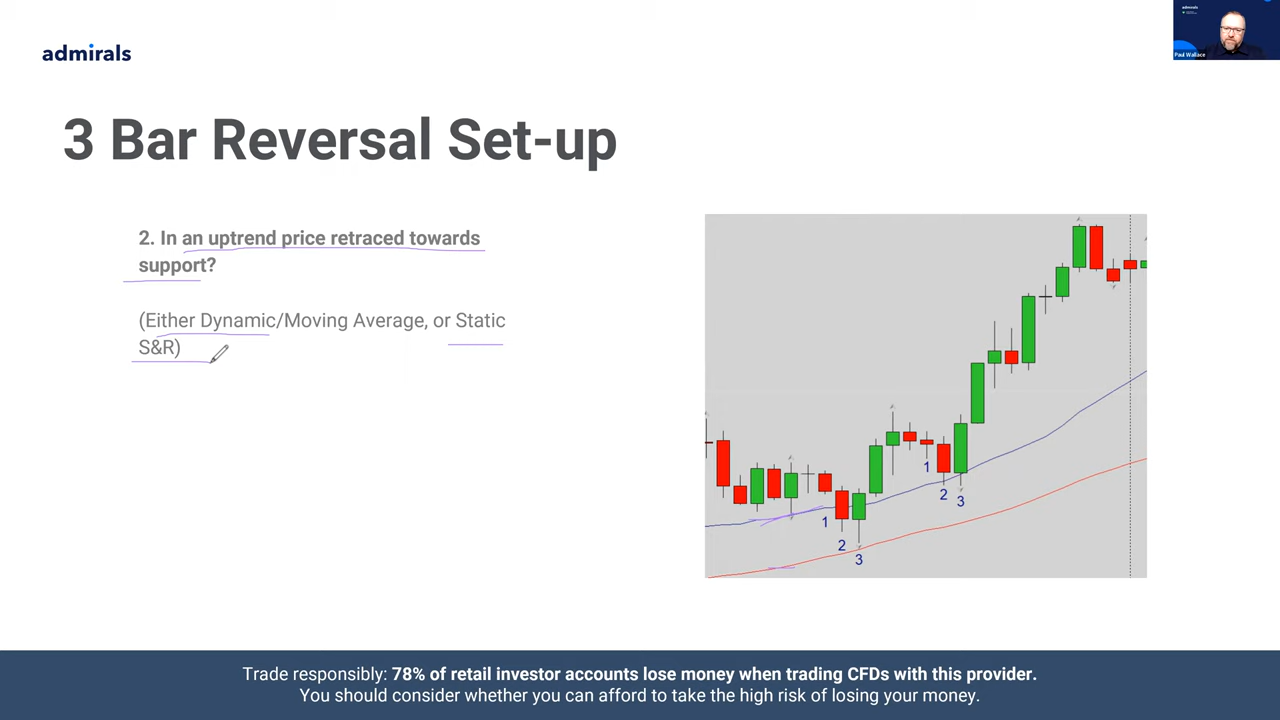 admirals
admirals
Paul Wallace
3 Bar Reversal Set-up
2. In an uptrend price retraced towards
support?
(Either Dynamic/Moving Average, or Static
S&R)
1
2
3
1
2
3
Trade responsibly: 78% of retail investor accounts lose money when trading CFDs with this provider.
You should consider whether you can afford to take the high risk of losing your money.